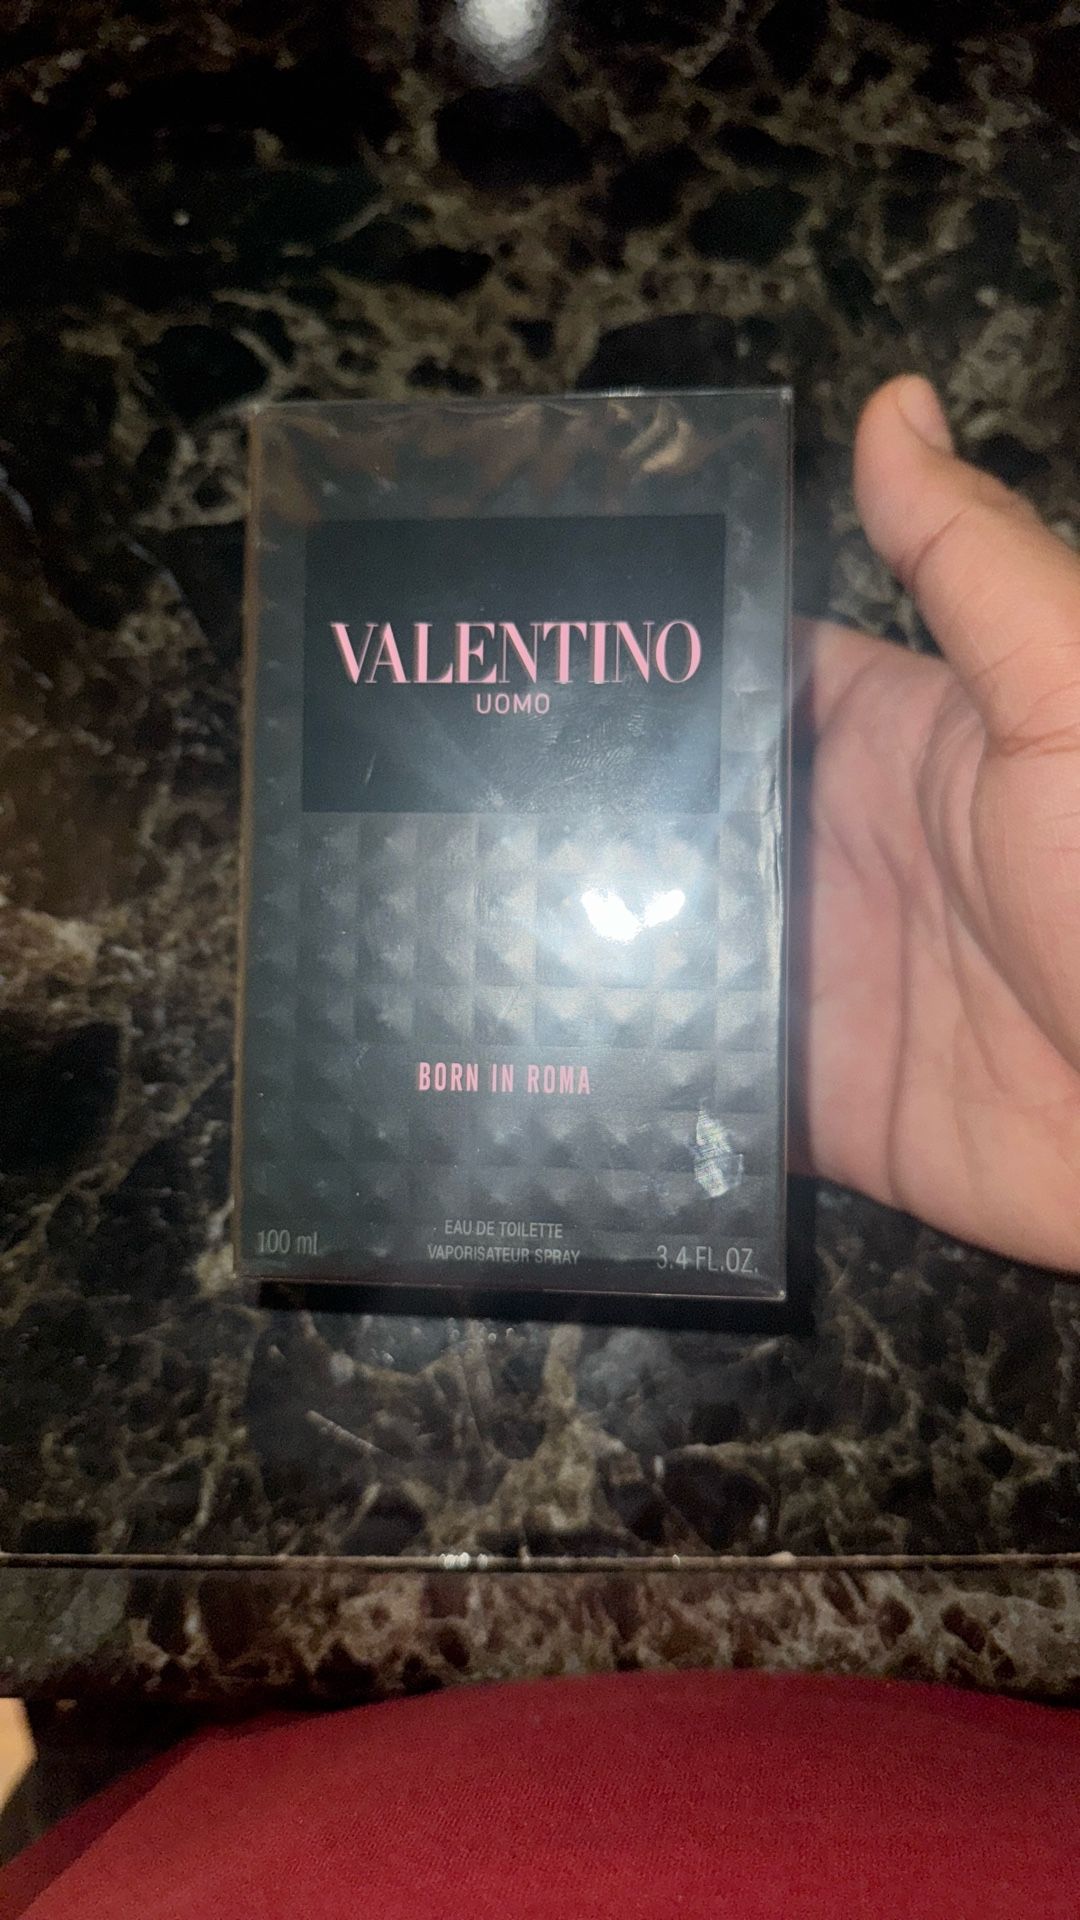 VALENTINO
UOMO
BORN IN ROMA
EAU DE TOILETTE
100 ml VAPORISATEUR SPRAY 3.4 FL.OZ.